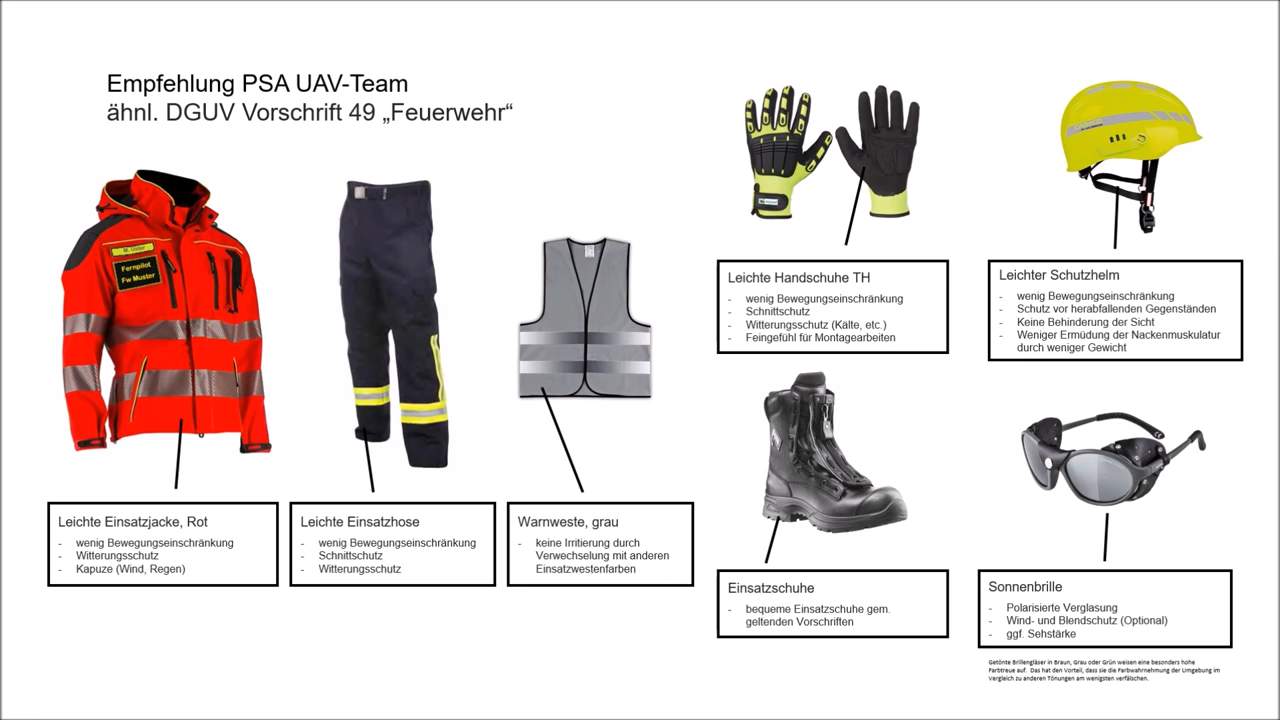 Empfehlung PSA UAV-Team
ähnl. DGUV Vorschrift 49 „Feuerwehr“
M. Uster
Fernpilot
Fw Muster
Leichte Einsatzjacke, Rot
- wenig Bewegungseinschränkung
- Witterungsschutz
- Kapuze (Wind, Regen)
Leichte Einsatzhose
- wenig Bewegungseinschränkung
- Schnittschutz
- Witterungsschutz
Warnweste, grau
- keine Irritierung durch
Verwechselung mit anderen
Einsatzwestenfarben
Leichte Handschuhe TH
- wenig Bewegungseinschränkung
- Schnittschutz
- Witterungsschutz (Kälte, etc.)
- Feingefühl für Montagearbeiten
Leichter Schutzhelm
- wenig Bewegungseinschränkung
- Schutz vor herabfallenden Gegenständen
- Keine Behinderung der Sicht
- Weniger Ermüdung der Nackenmuskulatur
durch weniger Gewicht
Einsatzschuhe
- bequeme Einsatzschuhe gem.
geltenden Vorschriften
Sonnenbrille
- Polarisierte Verglasung
- Wind- und Blendschutz (Optional)
- ggf. Sehstärke
Getönte Brillengläser in Braun, Grau oder Grün weisen eine besonders hohe
Farbtreue auf. Das hat den Vorteil, dass sie die Farbwahrnehmung der Umgebung im
Vergleich zu anderen Tönungen am wenigsten verfälschen.